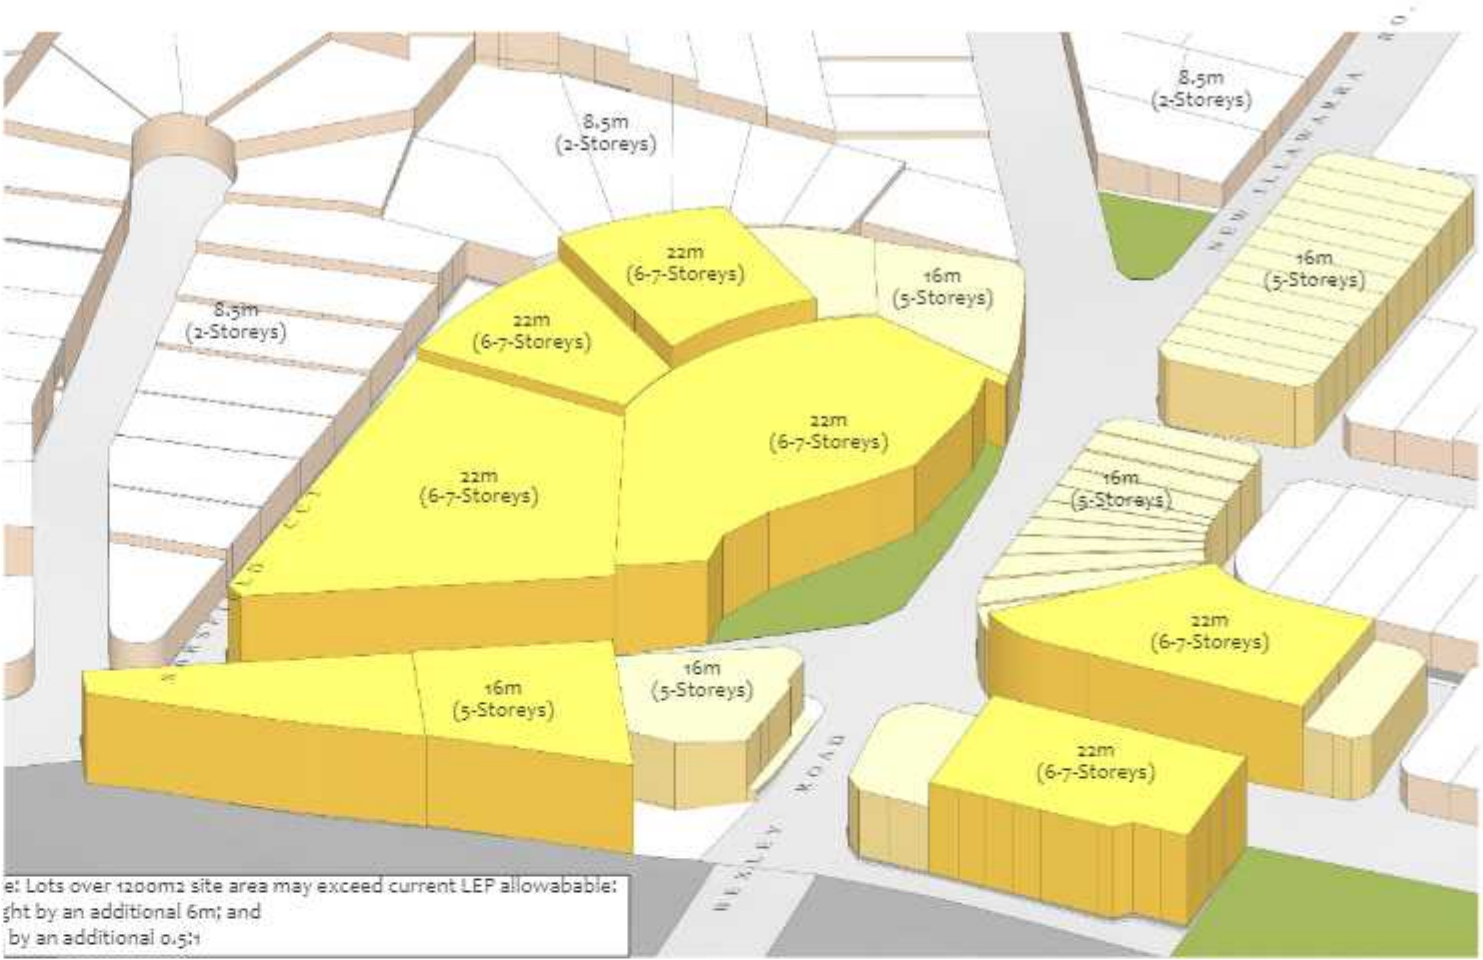 RO
8.5m
(2-Storeys)
NEW ILLAWARRA
8.5m
(2-Storeys)
22m
(6-7-Storeys)
16m
(5-Storeys)
16m
(5-Storeys)
8.5m
(2-Storeys)
22m
(6-7-Storeys)
22m
(6-7-Storeys)
22m
(6-7-Storeys)
16m
(5-Storeys)
22m
(6-7-Storeys)
16m
(5-Storeys)
16m
(5-Storeys)
22m
(6-7-Storeys)
BEXLEY ROAD
e: Lots over 1200m2 site area may exceed current LEP allowabable:
ght by an additional 6m; and
by an additional 0.5:1